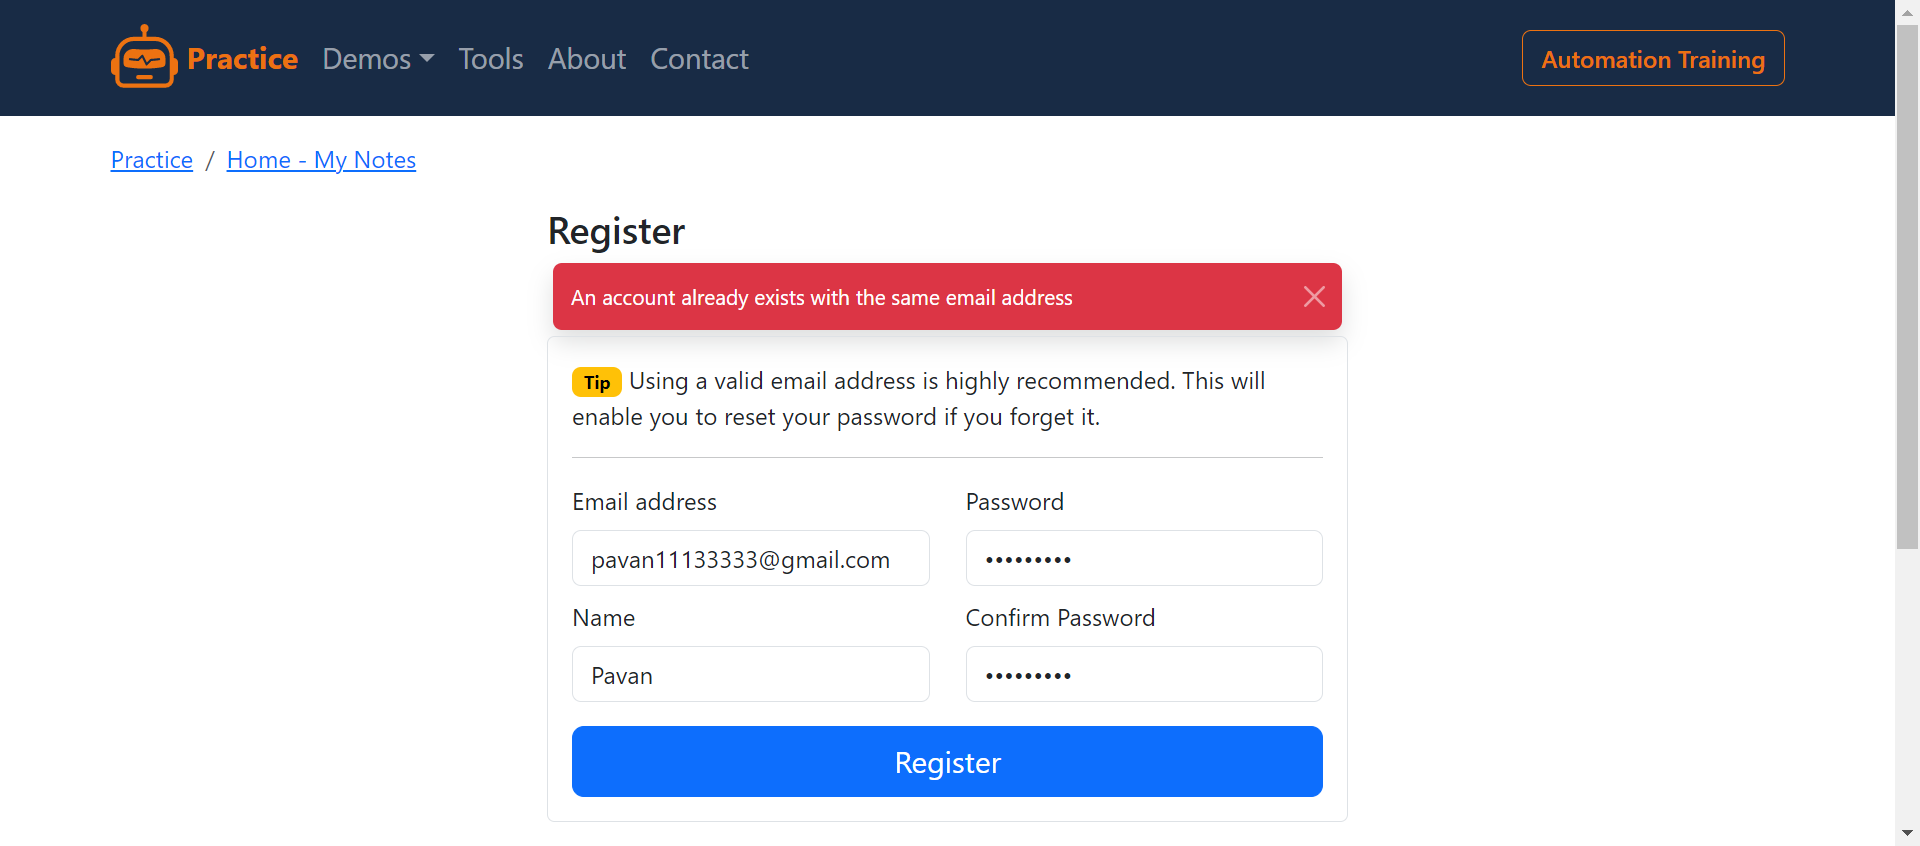 Practice Demos Tools About Contact Automation Training
Practice / Home - My Notes
Register
An account already exists with the same email address
Tip Using a valid email address is highly recommended. This will
enable you to reset your password if you forget it.
Email address Password
pavan11133333@gmail.com •••••••••
Name Confirm Password
Pavan •••••••••
Register